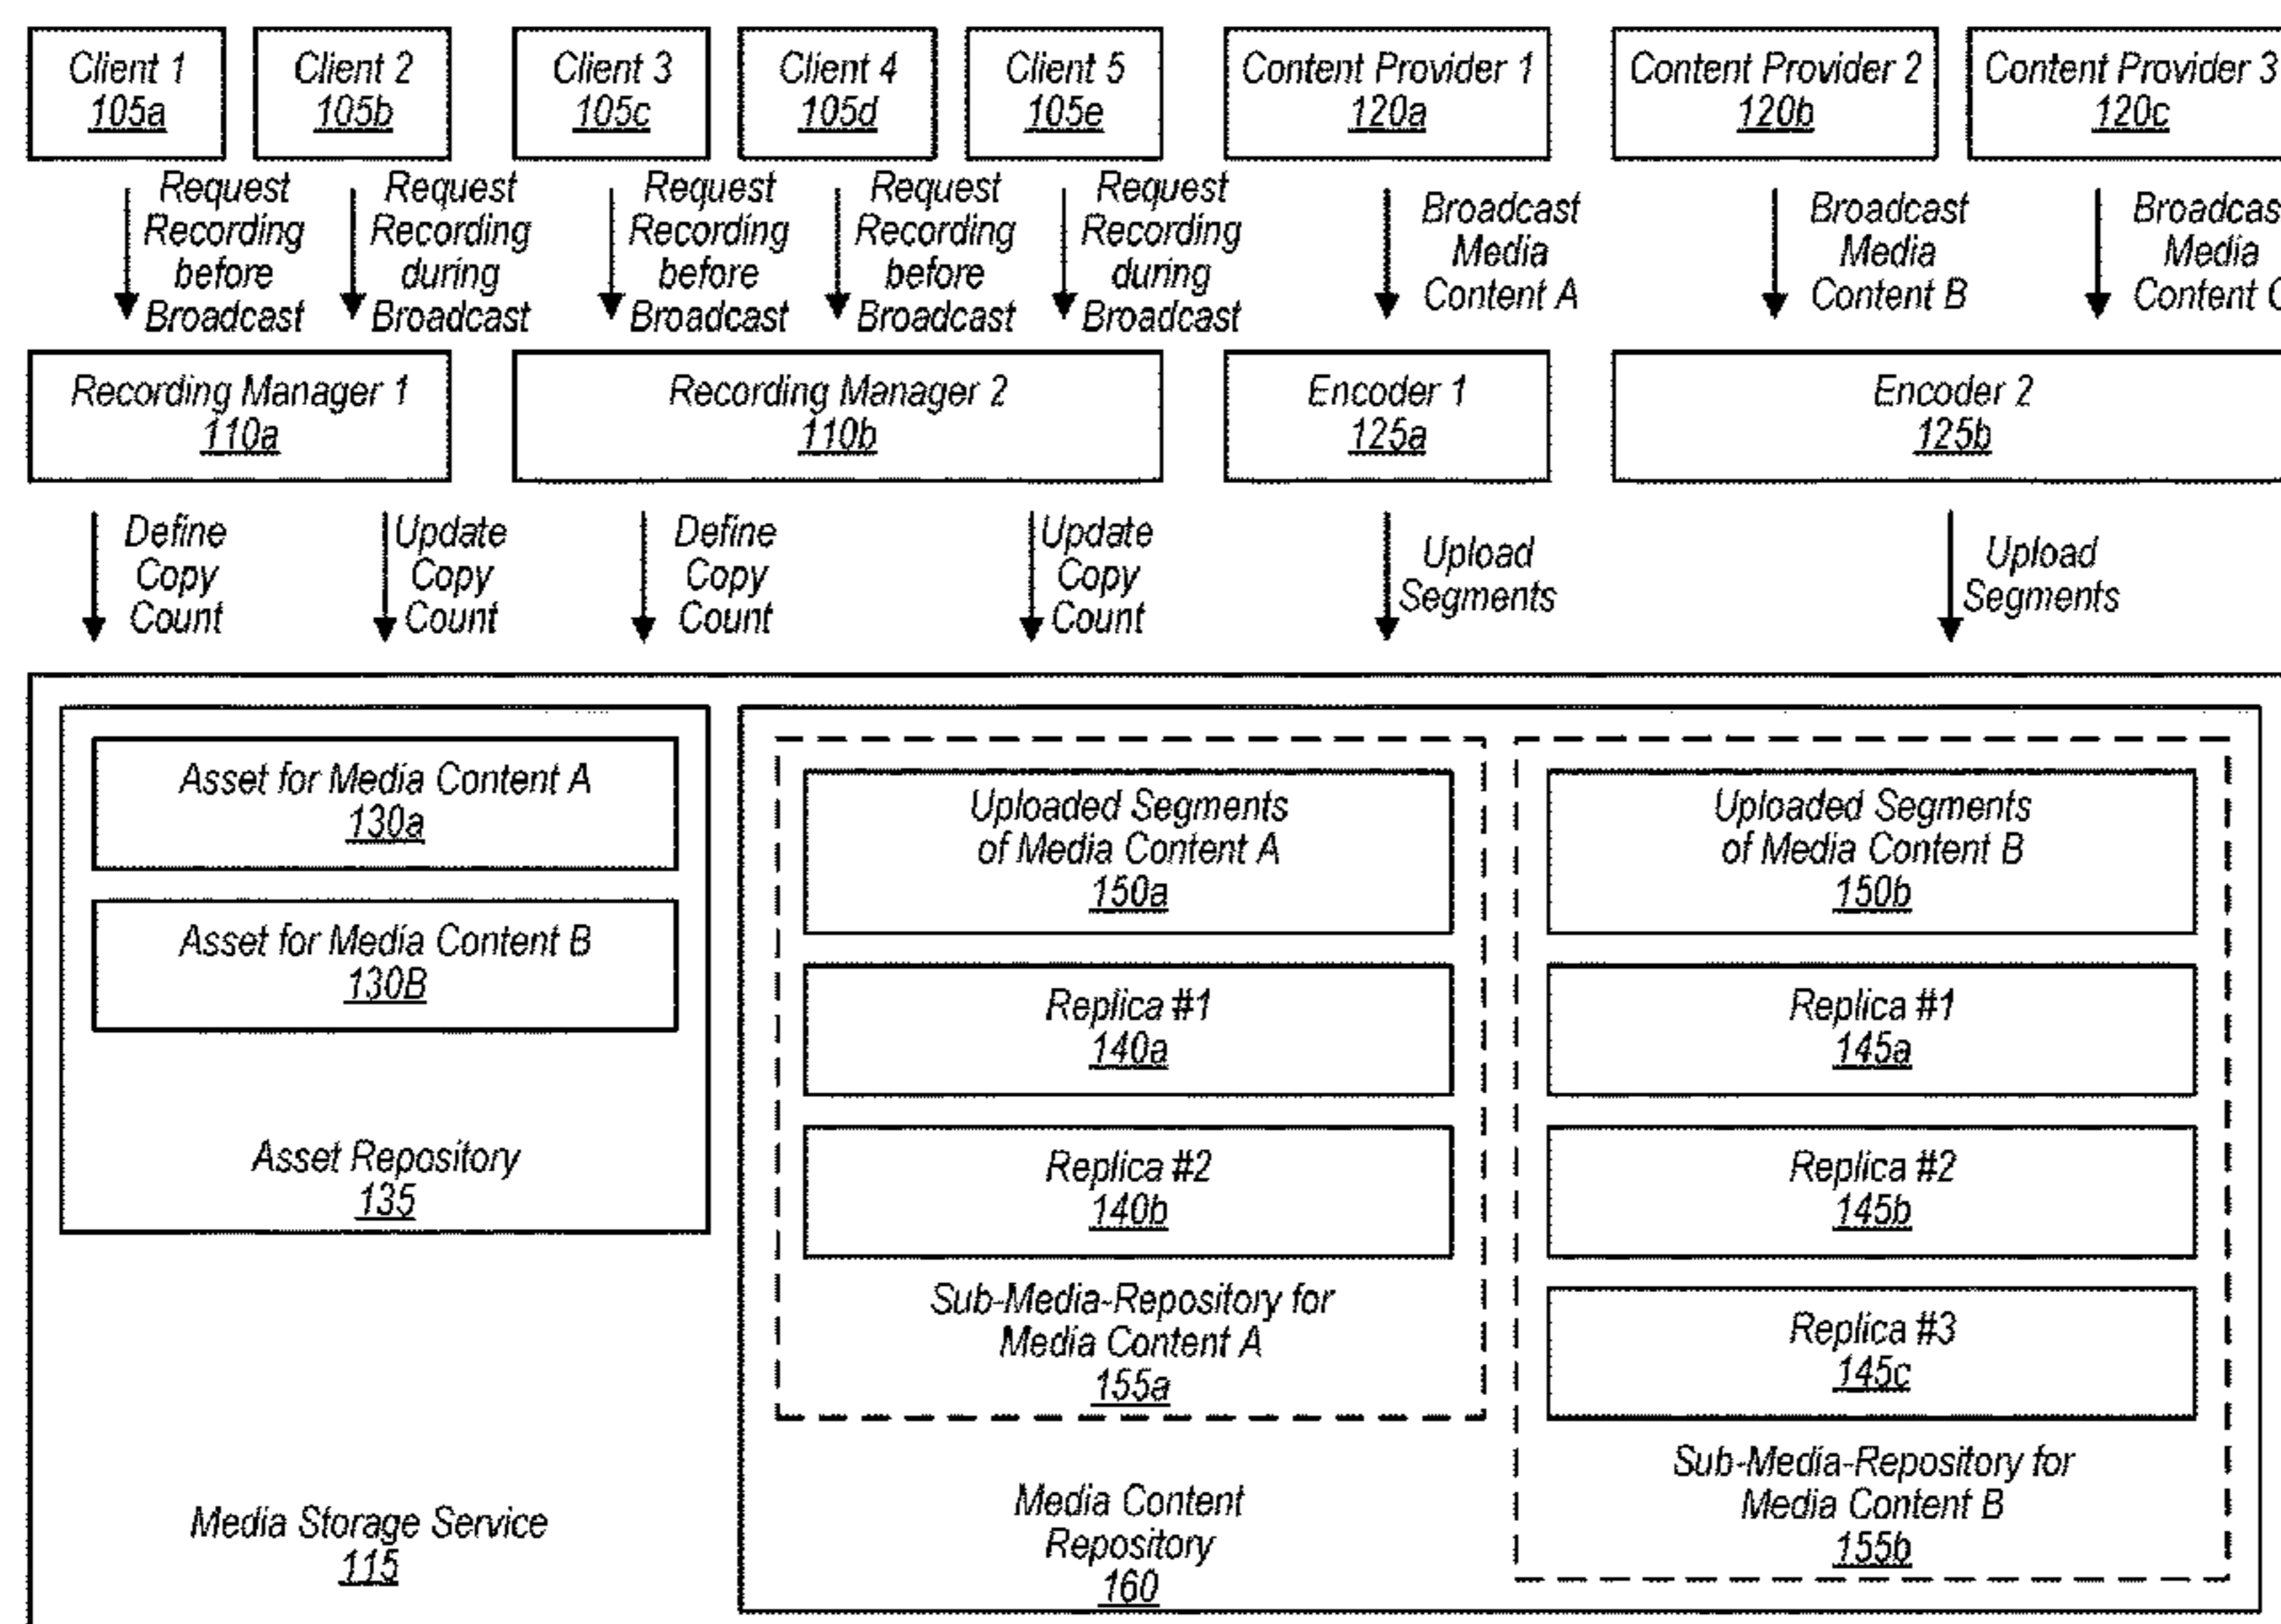 Client 1
105a
Client 2
105b
Client 3
105c
Client 4
105d
Client 5
105e
Content Provider 1
120a
Content Provider 2
120b
Content Provider 3
120c
Request
Recording
before
Broadcast
Request
Recording
during
Broadcast
Request
Recording
before
Broadcast
Request
Recording
before
Broadcast
Request
Recording
during
Broadcast
Broadcast
Media
Content A
Broadcast
Media
Content B
Broadcas
Media
Content C
Recording Manager 1
110a
Recording Manager 2
110b
Encoder 1
125a
Encoder 2
125b
Define
Copy
Count
Update
Copy
Count
Define
Copy
Count
Update
Copy
Count
Upload
Segments
Upload
Segments
Asset for Media Content A
130a
Asset for Media Content B
130B
Asset Repository
135
Media Storage Service
115
Uploaded Segments
of Media Content A
150a
Replica #1
140a
Replica #2
140b
Sub-Media-Repository for
Media Content A
155a
Media Content
Repository
160
Uploaded Segments
of Media Content B
150b
Replica #1
145a
Replica #2
145b
Replica #3
145c
Sub-Media-Repository for
Media Content B
155b